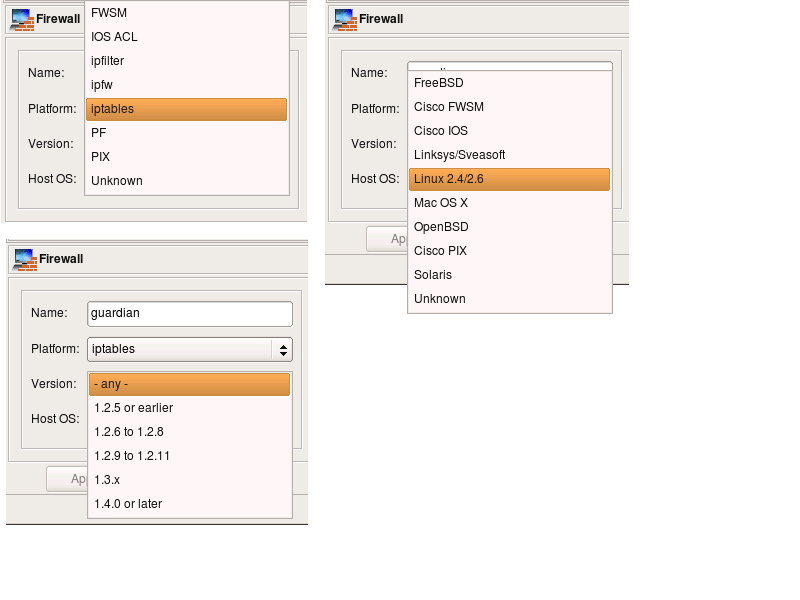 Firewall
Name:
Platform:
Version:
Host OS:
FWSM
IOS ACL
ipfilter
ipfw
iptables
PF
PIX
Unknown
Firewall
Name:
Platform:
Version:
Host OS:
FreeBSD
Cisco FWSM
Cisco IOS
Linksys/Sveasoft
Linux 2.4/2.6
Mac OS X
OpenBSD
Cisco PIX
Solaris
Unknown
Firewall
Name: guardian
Platform: iptables
Version:
Host OS:
- any -
1.2.5 or earlier
1.2.6 to 1.2.8
1.2.9 to 1.2.11
1.3.x
1.4.0 or later